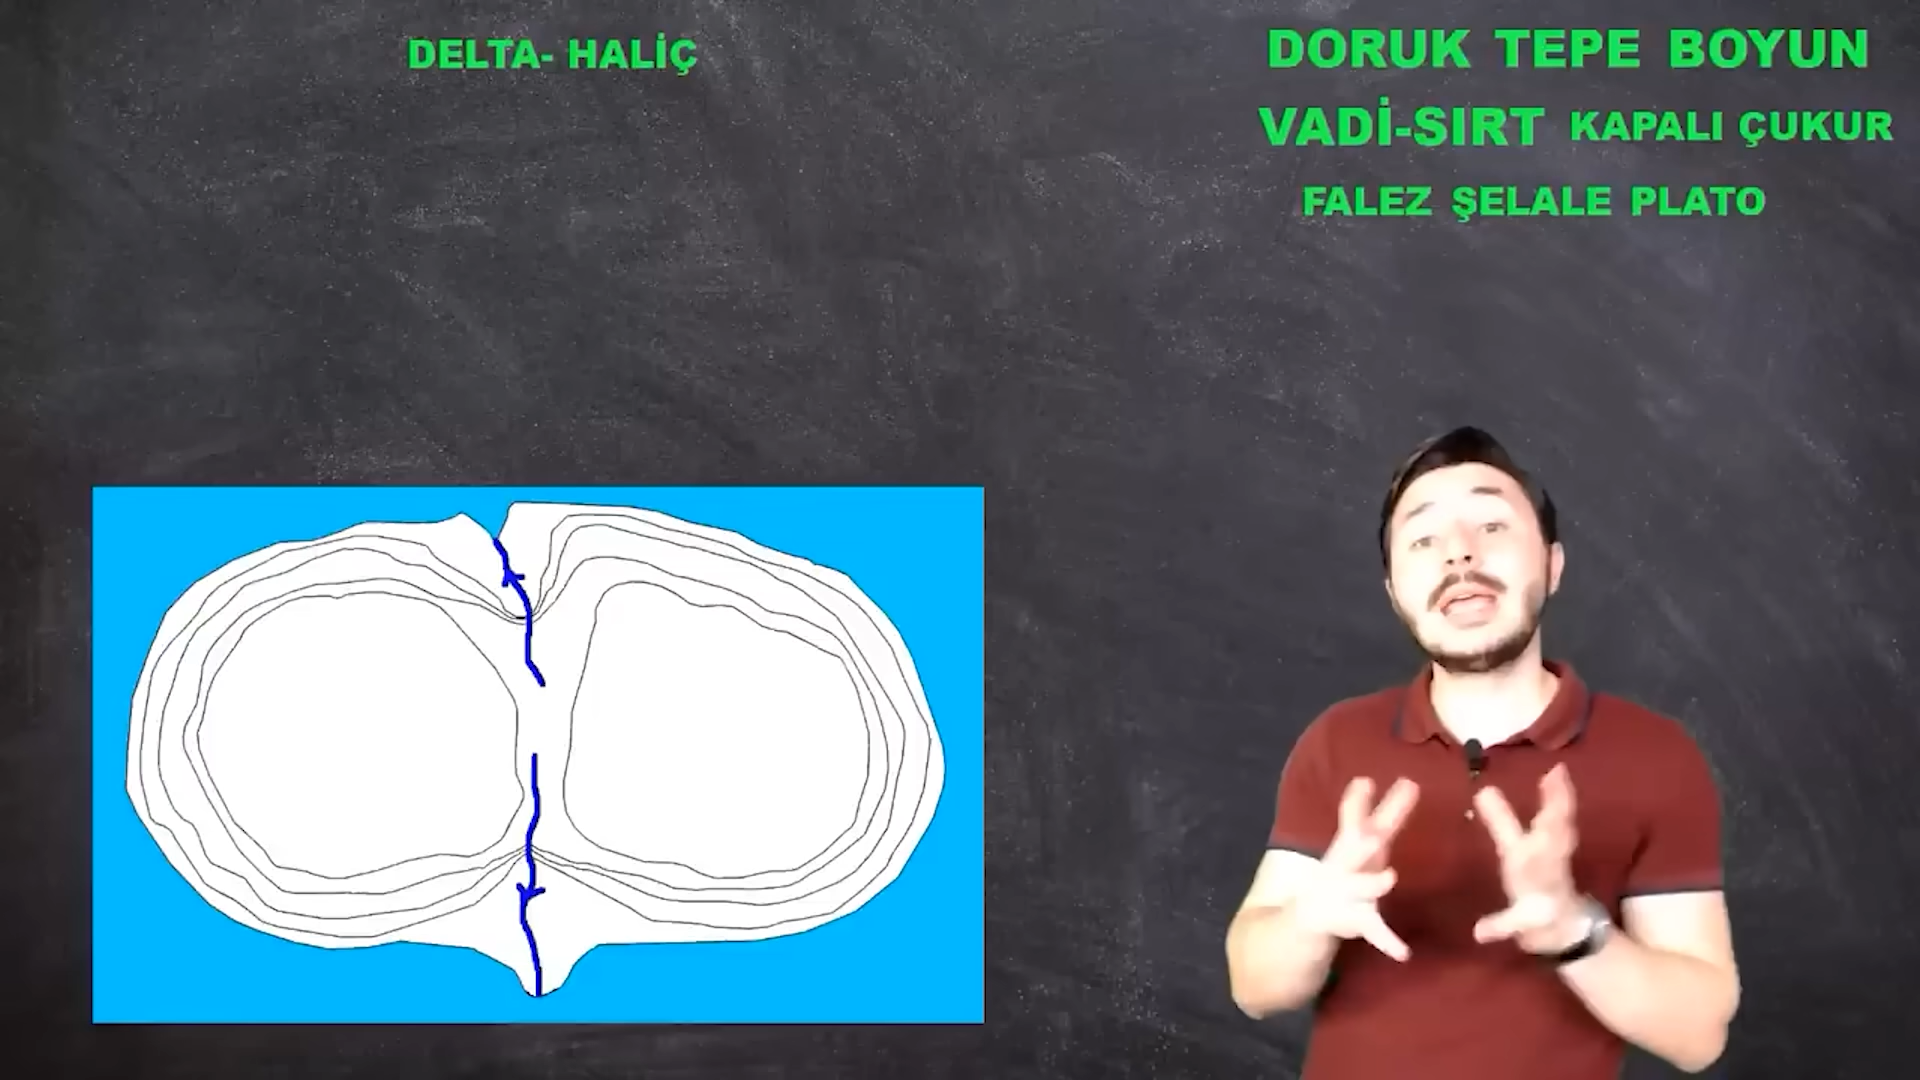 DELTA- HALİÇ
DORUK TEPE BOYUN
VADİ-SIRT KAPALI ÇUKUR
FALEZ ŞELALE PLATO